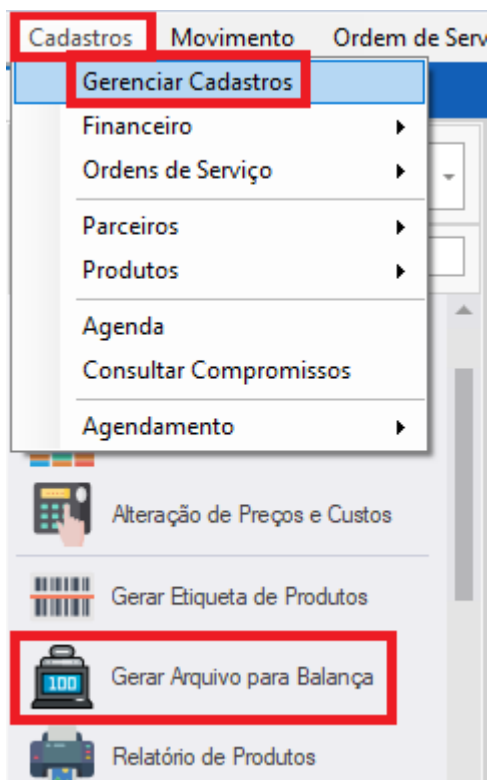 Cadastros Movimento Ordem de Serv
Gerenciar Cadastros
Financeiro
Ordens de Serviço
Parceiros
Produtos
Agenda
Consultar Compromissos
Agendamento
Alteração de Preços e Custos
Gerar Etiqueta de Produtos
100 Gerar Arquivo para Balança
Relatório de Produtos